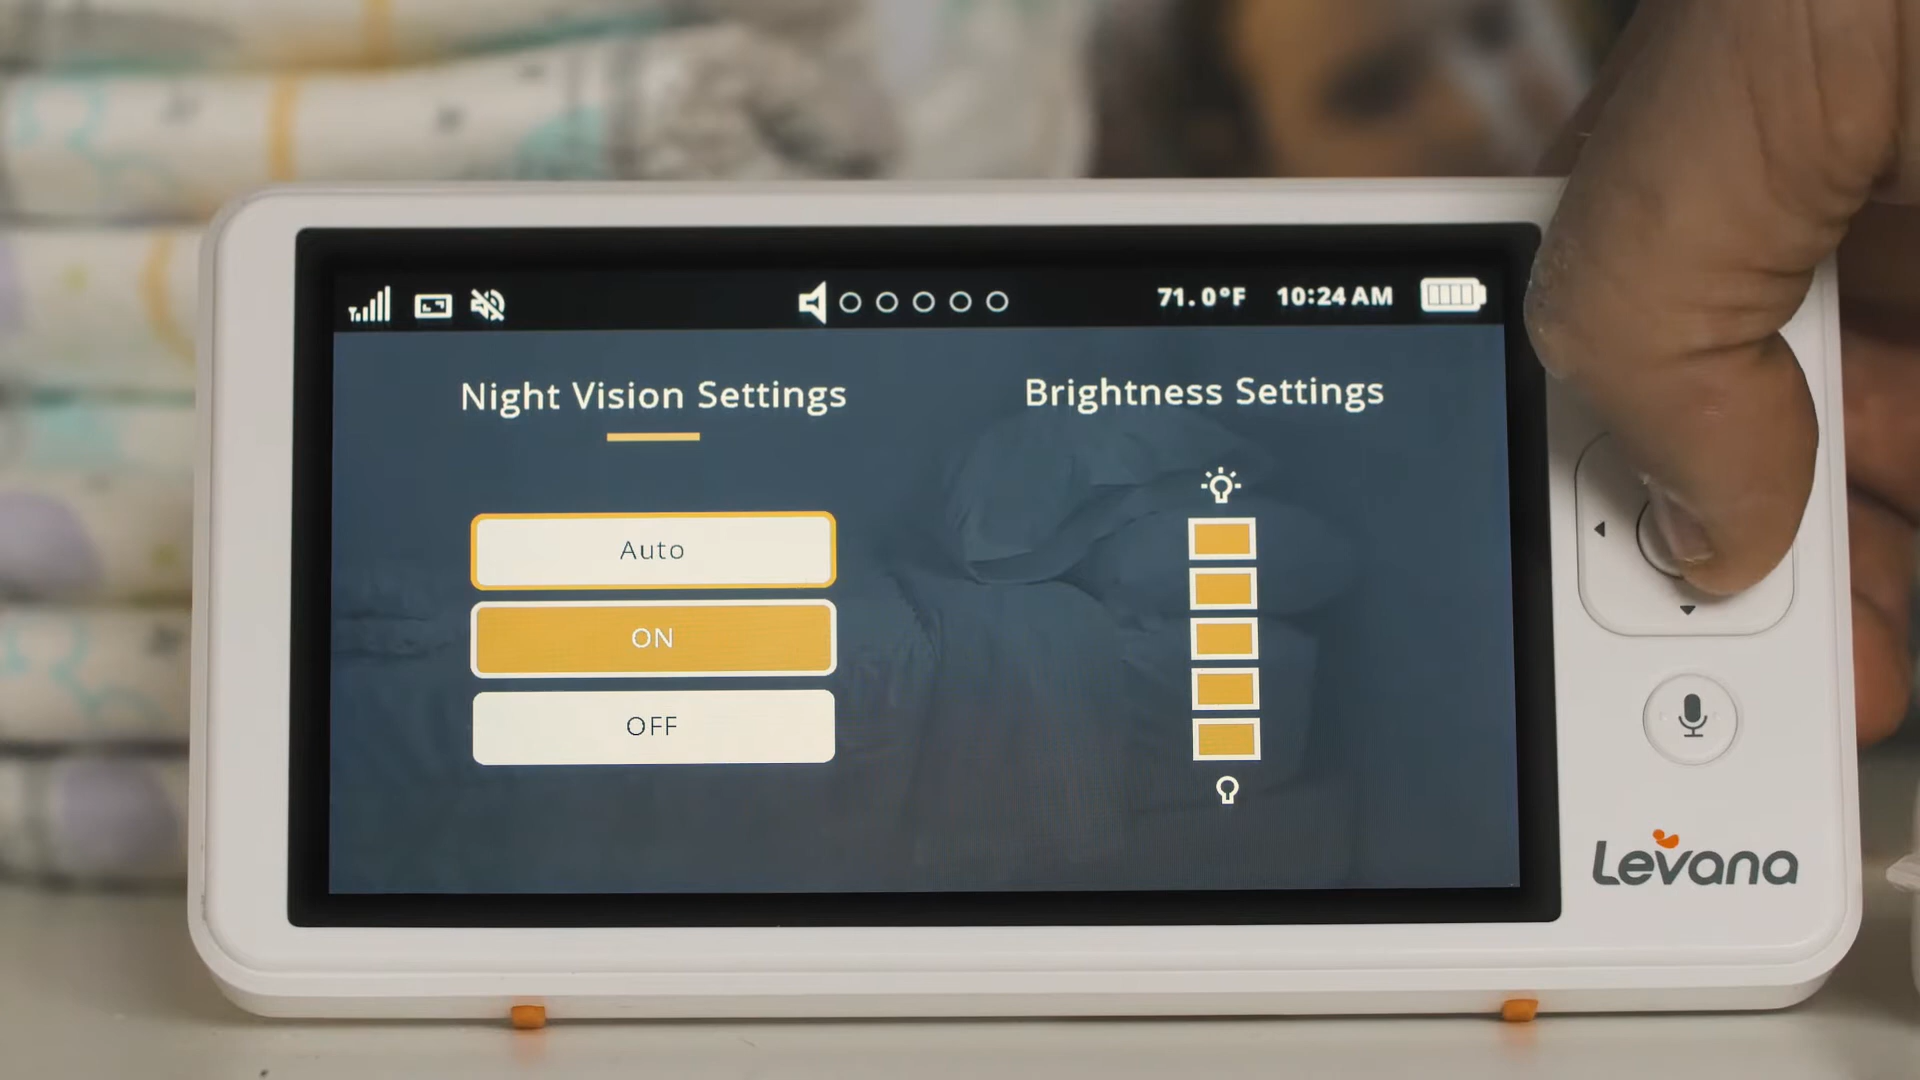 71.0°F 10:24 AM
Night Vision Settings
Brightness Settings
Auto
ON
OFF
Levana